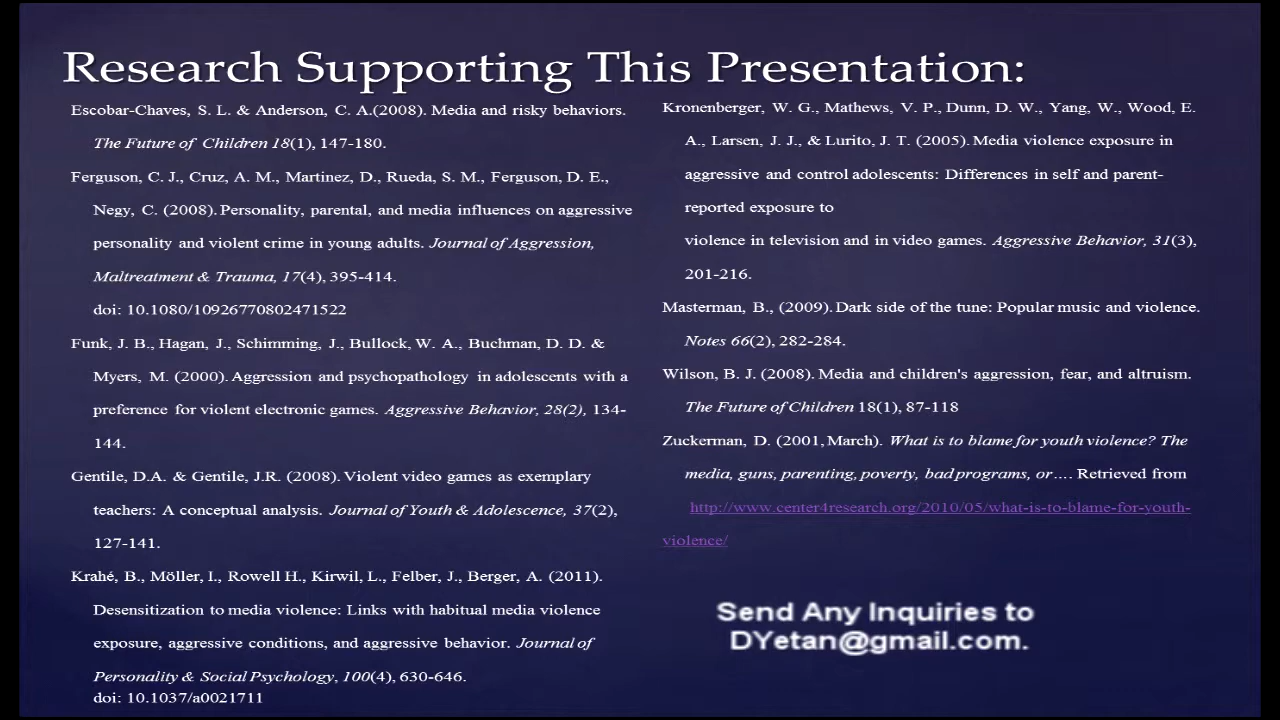 Research Supporting This Presentation:
Escobar-Chaves, S. L. & Anderson, C. A.(2008). Media and risky behaviors.
The Future of Children 18(1), 147-180.
Ferguson, C. J., Cruz, A. M., Martinez, D., Rueda, S. M., Ferguson, D. E.,
Negy, C. (2008). Personality, parental, and media influences on aggressive
personality and violent crime in young adults. Journal of Aggression,
Maltreatment & Trauma, 17(4), 395-414.
doi: 10.1080/10926770802471522
Funk, J. B., Hagan, J., Schimming, J., Bullock, W. A., Buchman, D. D. &
Myers, M. (2000). Aggression and psychopathology in adolescents with a
preference for violent electronic games. Aggressive Behavior, 28(2), 134-
144.
Gentile, D.A. & Gentile, J.R. (2008). Violent video games as exemplary
teachers: A conceptual analysis. Journal of Youth & Adolescence, 37(2),
127-141.
Krahé, B., Möller, I., Rowell H., Kirwil, L., Felber, J., Berger, A. (2011).
Desensitization to media violence: Links with habitual media violence
exposure, aggressive conditions, and aggressive behavior. Journal of
Personality & Social Psychology, 100(4), 630-646.
doi: 10.1037/a0021711
Kronenberger, W. G., Mathews, V. P., Dunn, D. W., Yang, W., Wood, E.
A., Larsen, J. J., & Lurito, J. T. (2005). Media violence exposure in
aggressive and control adolescents: Differences in self and parent-
reported exposure to
violence in television and in video games. Aggressive Behavior, 31(3),
201-216.
Masterman, B., (2009). Dark side of the tune: Popular music and violence.
Notes 66(2), 282-284.
Wilson, B. J. (2008). Media and children's aggression, fear, and altruism.
The Future of Children 18(1), 87-118
Zuckerman, D. (2001, March). What is to blame for youth violence? The
media, guns, parenting, poverty, bad programs, or…. Retrieved from
http://www.center4research.org/2010/05/what-is-to-blame-for-youth-
violence/
Send Any Inquiries to
DYetan@gmail.com.